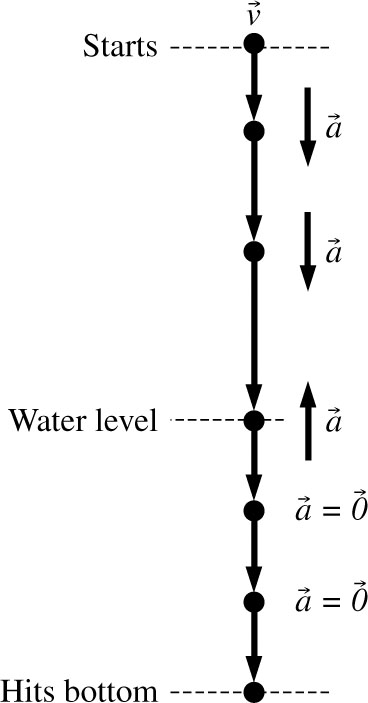 v⃗
Starts
a⃗
a⃗
Water level
a⃗
a⃗ = 0⃗
a⃗ = 0⃗
Hits bottom